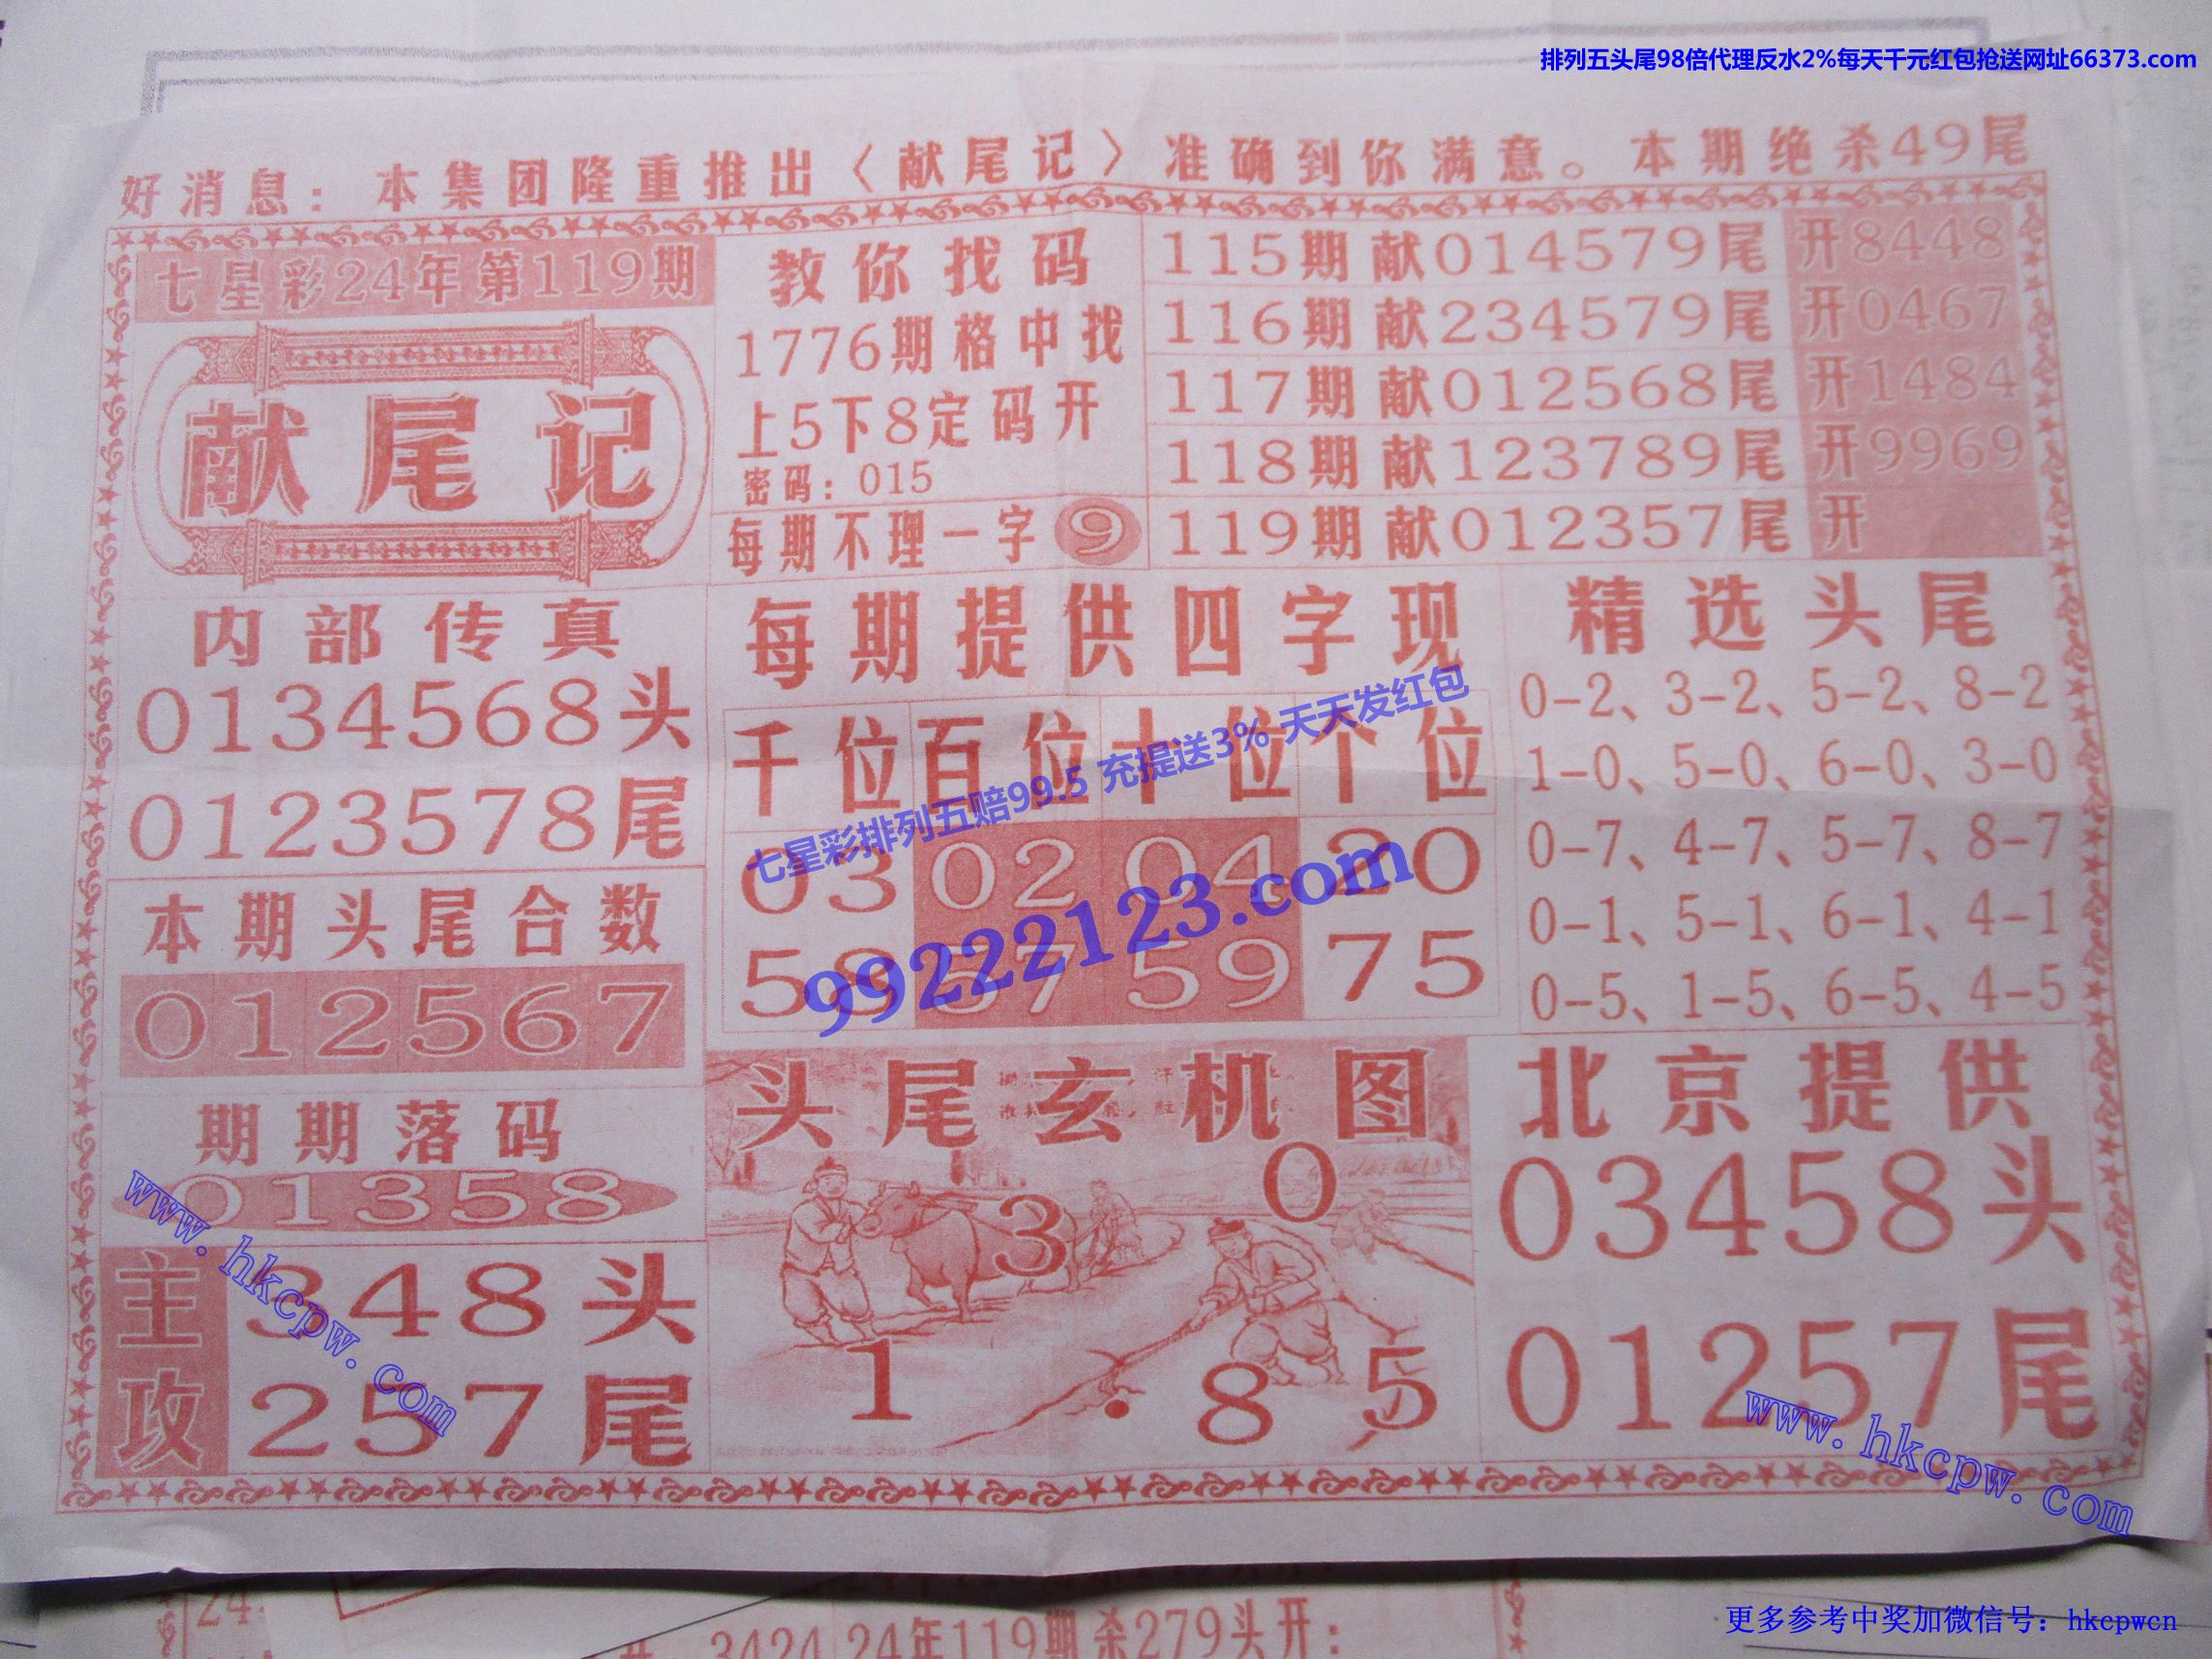 排列五头尾98倍代理反水2%每天千元红包抢送网址66373.com
好消息：本集团隆重推出〈献尾记〉准确到你满意。本期绝杀49尾
七星彩24年第119期
献尾记
教你找码
1776期格中找
上5下8定码开
密码：015
每期不理一字9
115期献014579尾 开8448
116期献234579尾 开0467
117期献012568尾 开1484
118期献123789尾 开9969
119期献012357尾 开
内部传真
0134568头
0123578尾
本期头尾合数
012567
期期落码
01358
主攻
348头
257尾
每期提供四字现
千位 百位 十位 个位
03 02 04 20
58 67 59 75
七星彩排列五赔99.5 充提送3% 天天发红包
99222123.com
头尾玄机图
0
3
1
8
5
精选头尾
0-2、3-2、5-2、8-2
1-0、5-0、6-0、3-0
0-7、4-7、5-7、8-7
0-1、5-1、6-1、4-1
0-5、1-5、6-5、4-5
北京提供
03458头
01257尾
www.hkcpw.com
www.hkcpw.com
24
3424 24年119期杀279头开：
更多参考中奖加微信号：hkcpwcn